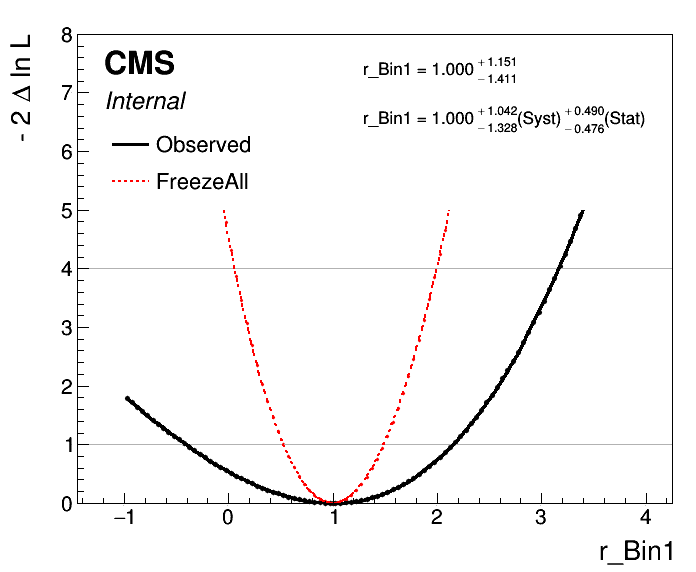 - 2 Δ ln L
8
7
6
5
4
3
2
1
0
CMS
Internal
Observed
FreezeAll
r_Bin1 = 1.000 +1.151 −1.411
r_Bin1 = 1.000 +1.042 −1.328 (Syst) +0.490 −0.476 (Stat)
−1 0 1 2 3 4
r_Bin1